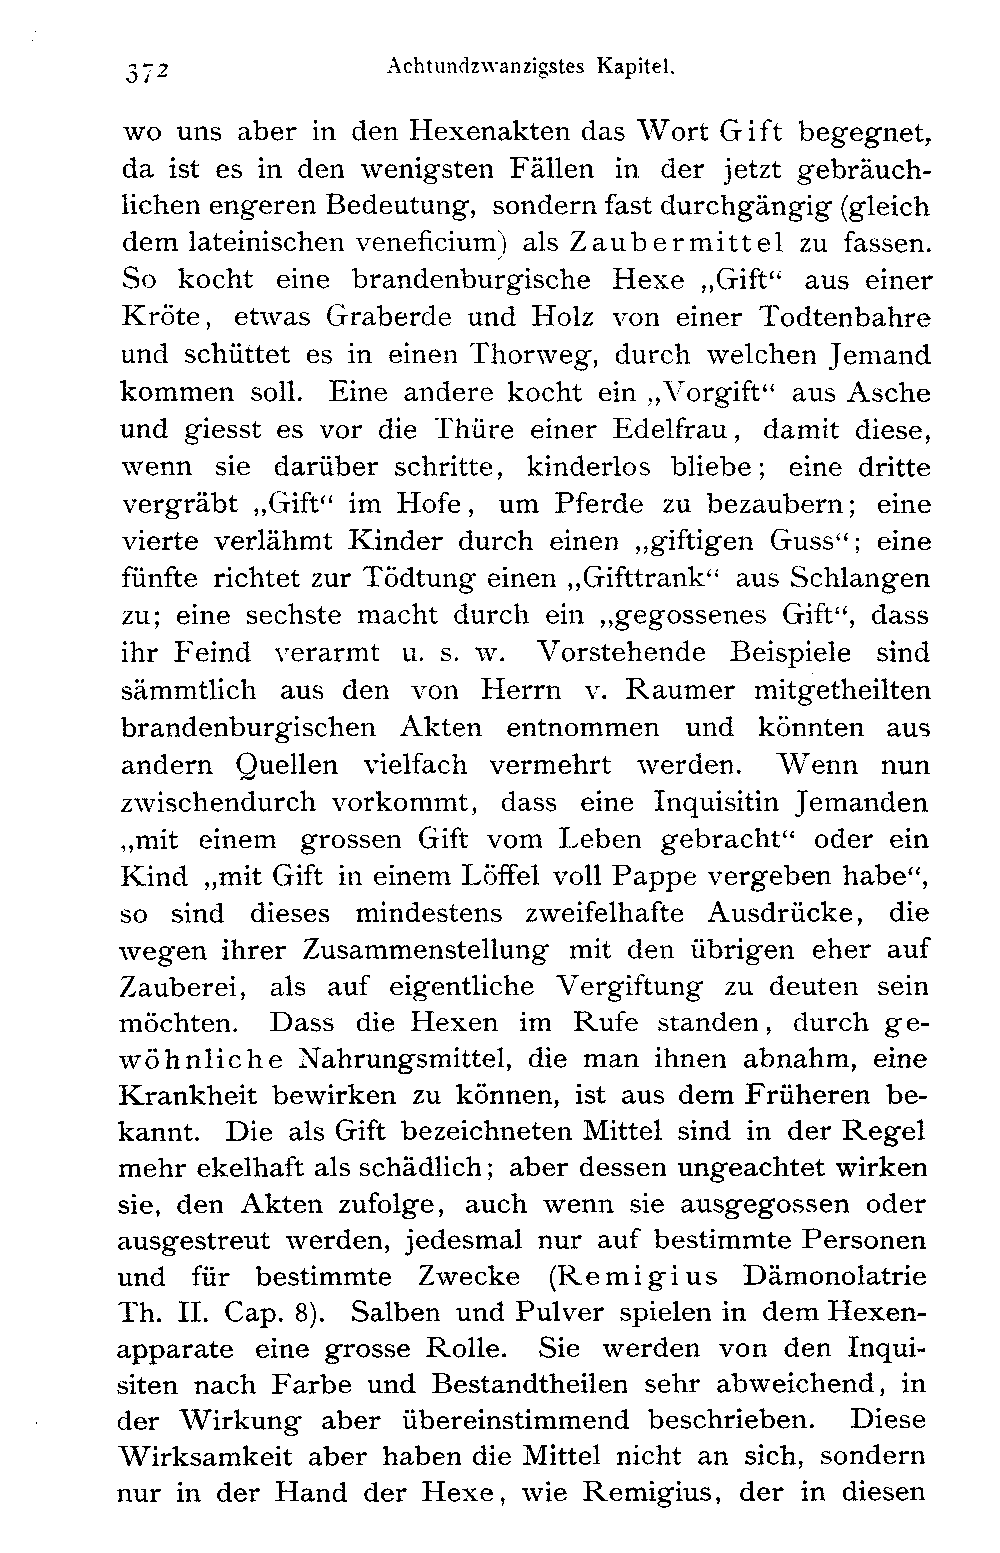 372 Achtundzwanzigstes Kapitel.
wo uns aber in den Hexenakten das Wort Gift begegnet,
da ist es in den wenigsten Fällen in der jetzt gebräuch-
lichen engeren Bedeutung, sondern fast durchgängig (gleich
dem lateinischen veneficium) als Zaubermittel zu fassen.
So kocht eine brandenburgische Hexe „Gift“ aus einer
Kröte, etwas Graberde und Holz von einer Todtenbahre
und schüttet es in einen Thorweg, durch welchen Jemand
kommen soll. Eine andere kocht ein „Vorgift“ aus Asche
und giesst es vor die Thüre einer Edelfrau, damit diese,
wenn sie darüber schritte, kinderlos bliebe; eine dritte
vergräbt „Gift“ im Hofe, um Pferde zu bezaubern; eine
vierte verlähmt Kinder durch einen „giftigen Guss“; eine
fünfte richtet zur Tödtung einen „Gifttrank“ aus Schlangen
zu; eine sechste macht durch ein „gegossenes Gift“, dass
ihr Feind verarmt u. s. w. Vorstehende Beispiele sind
sämmtlich aus den von Herrn v. Raumer mitgetheilten
brandenburgischen Akten entnommen und könnten aus
andern Quellen vielfach vermehrt werden. Wenn nun
zwischendurch vorkommt, dass eine Inquisitin Jemanden
„mit einem grossen Gift vom Leben gebracht“ oder ein
Kind „mit Gift in einem Löffel voll Pappe vergeben habe“,
so sind dieses mindestens zweifelhafte Ausdrücke, die
wegen ihrer Zusammenstellung mit den übrigen eher auf
Zauberei, als auf eigentliche Vergiftung zu deuten sein
möchten. Dass die Hexen im Rufe standen, durch ge-
wöhnliche Nahrungsmittel, die man ihnen abnahm, eine
Krankheit bewirken zu können, ist aus dem Früheren be-
kannt. Die als Gift bezeichneten Mittel sind in der Regel
mehr ekelhaft als schädlich; aber dessen ungeachtet wirken
sie, den Akten zufolge, auch wenn sie ausgegossen oder
ausgestreut werden, jedesmal nur auf bestimmte Personen
und für bestimmte Zwecke (Remigius Dämonolatrie
Th. II. Cap. 8). Salben und Pulver spielen in dem Hexen-
apparate eine grosse Rolle. Sie werden von den Inqui-
siten nach Farbe und Bestandtheilen sehr abweichend, in
der Wirkung aber übereinstimmend beschrieben. Diese
Wirksamkeit aber haben die Mittel nicht an sich, sondern
nur in der Hand der Hexe, wie Remigius, der in diesen